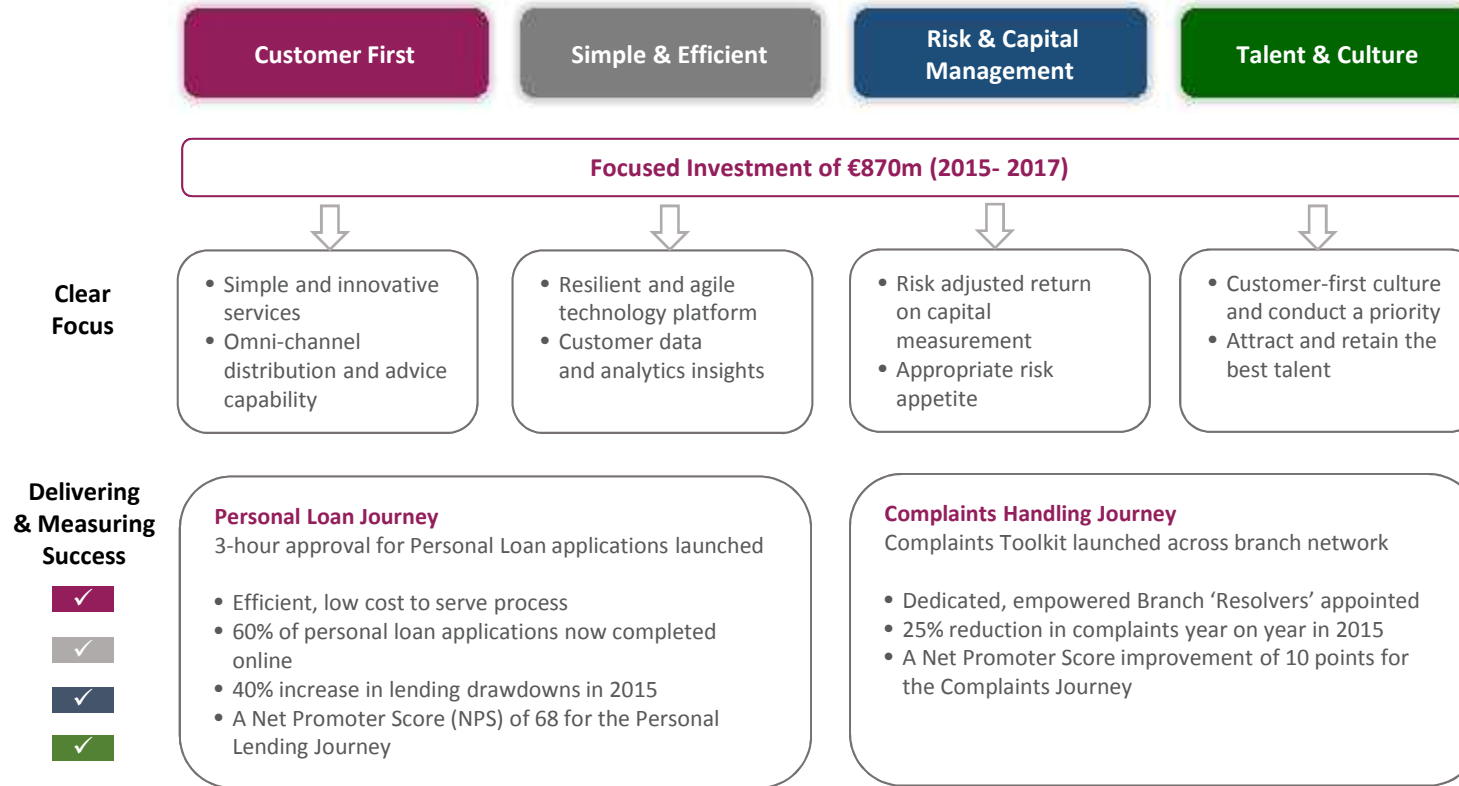 Customer First
Simple & Efficient
Risk & Capital
Management
Talent & Culture
Focused Investment of €870m (2015- 2017)
Clear
Focus
• Simple and innovative
services
• Omni-channel
distribution and advice
capability
• Resilient and agile
technology platform
• Customer data
and analytics insights
• Risk adjusted return
on capital
measurement
• Appropriate risk
appetite
• Customer-first culture
and conduct a priority
• Attract and retain the
best talent
Delivering
& Measuring
Success
✓
✓
✓
✓
Personal Loan Journey
3-hour approval for Personal Loan applications launched
• Efficient, low cost to serve process
• 60% of personal loan applications now completed
online
• 40% increase in lending drawdowns in 2015
• A Net Promoter Score (NPS) of 68 for the Personal
Lending Journey
Complaints Handling Journey
Complaints Toolkit launched across branch network
• Dedicated, empowered Branch ‘Resolvers’ appointed
• 25% reduction in complaints year on year in 2015
• A Net Promoter Score improvement of 10 points for
the Complaints Journey